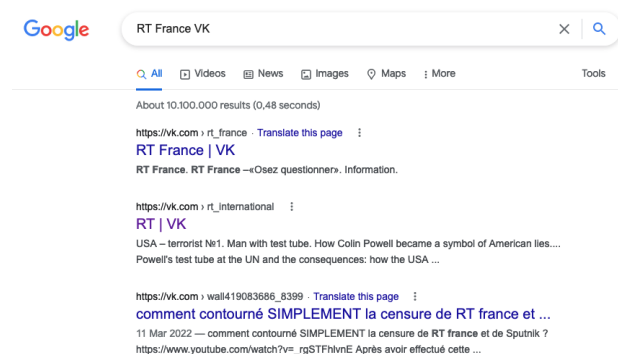 Google
RT France VK
All Videos News Images Maps More Tools
About 10.100.000 results (0,48 seconds)
https://vk.com › rt_france · Translate this page
RT France | VK
RT France. RT France –«Osez questionner». Information.
https://vk.com › rt_international
RT | VK
USA – terrorist №1. Man with test tube. How Colin Powell became a symbol of American lies....
Powell's test tube at the UN and the consequences: how the USA ...
https://vk.com › wall419083686_8399 · Translate this page
comment contourné SIMPLEMENT la censure de RT france et ...
11 Mar 2022 — comment contourné SIMPLEMENT la censure de RT france et de Sputnik ?
https://www.youtube.com/watch?v=_rgSTFhlvnE Après avoir effectué cette ...